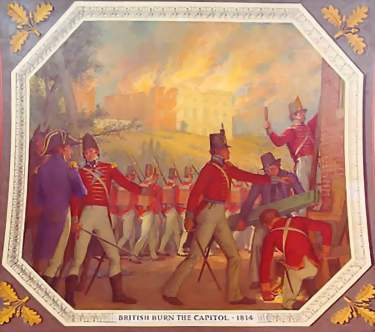 BRITISH BURN THE CAPITOL · 1814